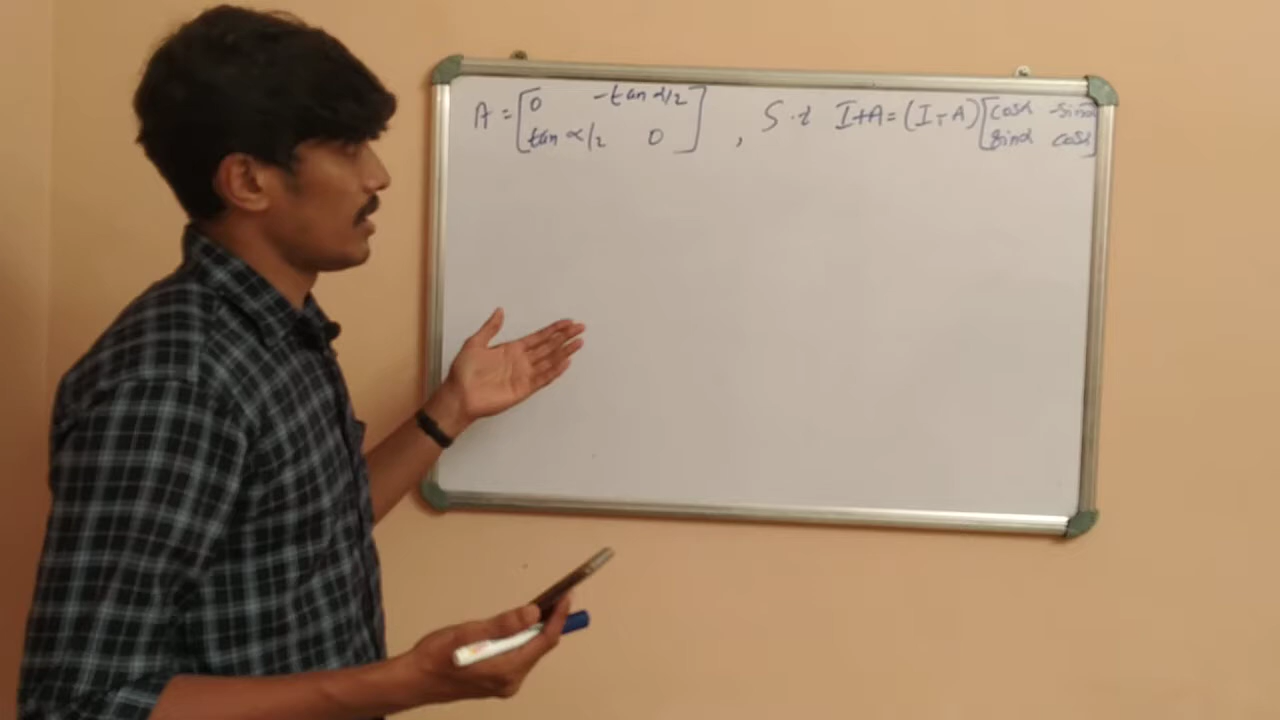 A = [0 -tan α/2 tan α/2 0] , S.t I+A = (I-A) [cosα -sinα sinα cosα]